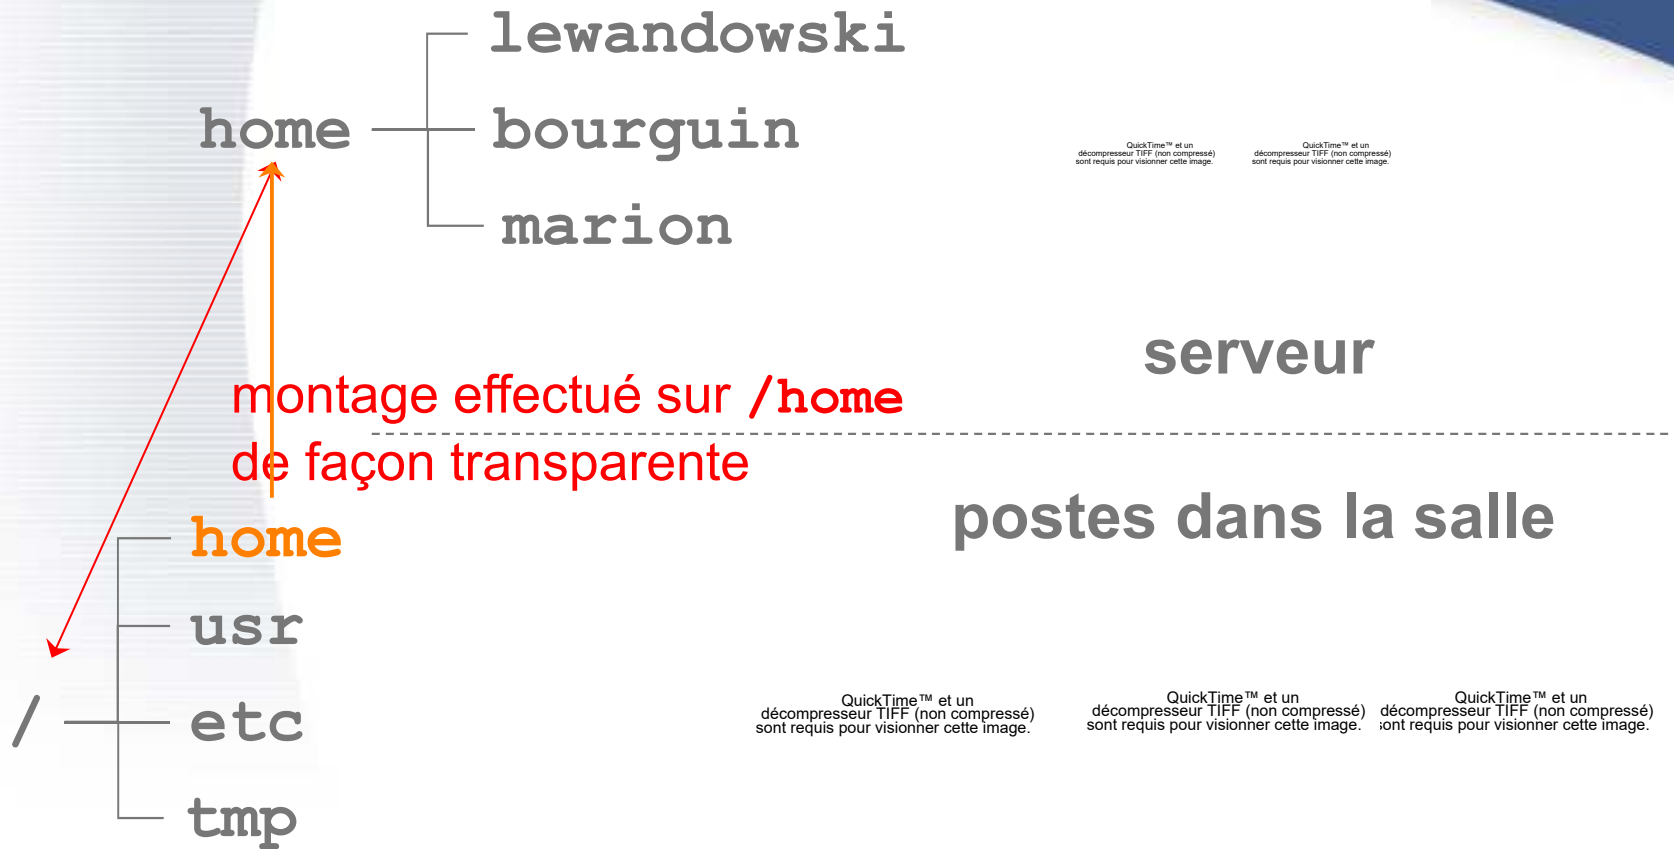 lewandowski
home
bourguin
marion
QuickTime™ et un
décompresseur TIFF (non compressé)
sont requis pour visionner cette image.
QuickTime™ et un
décompresseur TIFF (non compressé)
sont requis pour visionner cette image.
serveur
montage effectué sur /home
de façon transparente
postes dans la salle
home
usr
/
etc
tmp
QuickTime™ et un
décompresseur TIFF (non compressé)
sont requis pour visionner cette image.
QuickTime™ et un
décompresseur TIFF (non compressé)
sont requis pour visionner cette image.
QuickTime™ et un
décompresseur TIFF (non compressé)
sont requis pour visionner cette image.